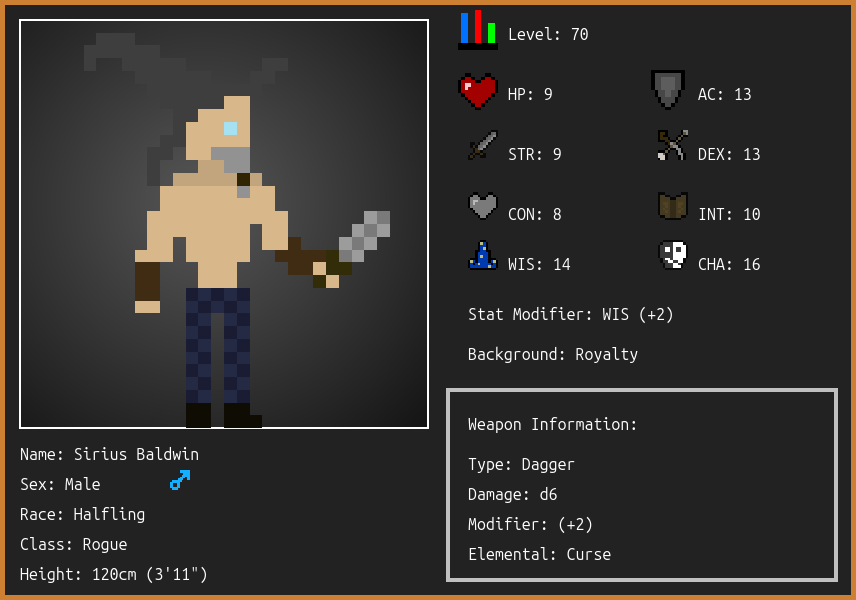 Level: 70
HP: 9
AC: 13
STR: 9
DEX: 13
CON: 8
INT: 10
WIS: 14
CHA: 16
Stat Modifier: WIS (+2)
Background: Royalty
Weapon Information:
Type: Dagger
Damage: d6
Modifier: (+2)
Elemental: Curse
Name: Sirius Baldwin
Sex: Male
Race: Halfling
Class: Rogue
Height: 120cm (3'11")